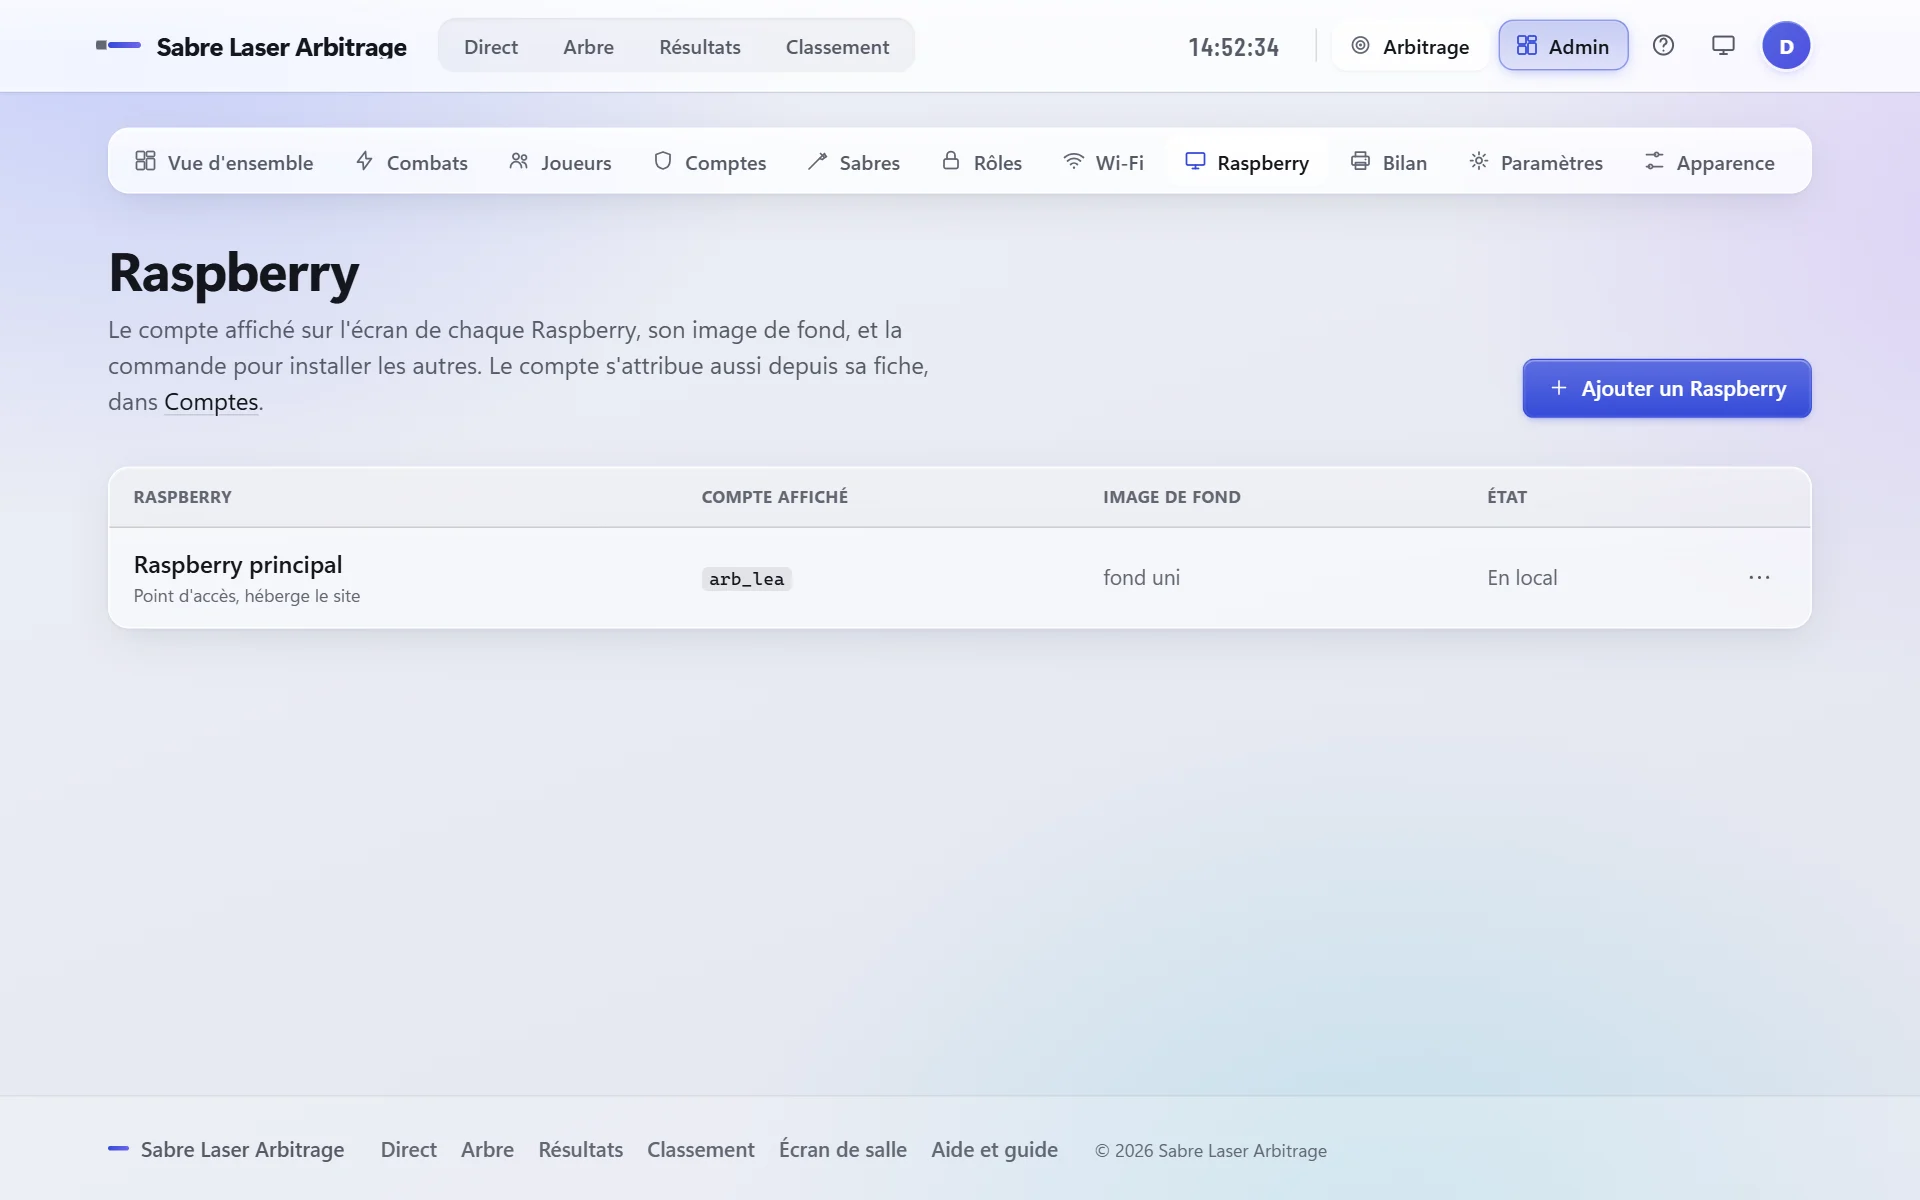 Sabre Laser Arbitrage
Direct
Arbre
Résultats
Classement
14:52:34
Arbitrage
Admin
D
Vue d'ensemble
Combats
Joueurs
Comptes
Sabres
Rôles
Wi-Fi
Raspberry
Bilan
Paramètres
Apparence
Raspberry
Le compte affiché sur l'écran de chaque Raspberry, son image de fond, et la
commande pour installer les autres. Le compte s'attribue aussi depuis sa fiche,
dans Comptes.
Ajouter un Raspberry
RASPBERRY
COMPTE AFFICHÉ
IMAGE DE FOND
ÉTAT
Raspberry principal
Point d'accès, héberge le site
arb_lea
fond uni
En local
Sabre Laser Arbitrage
Direct
Arbre
Résultats
Classement
Écran de salle
Aide et guide
© 2026 Sabre Laser Arbitrage